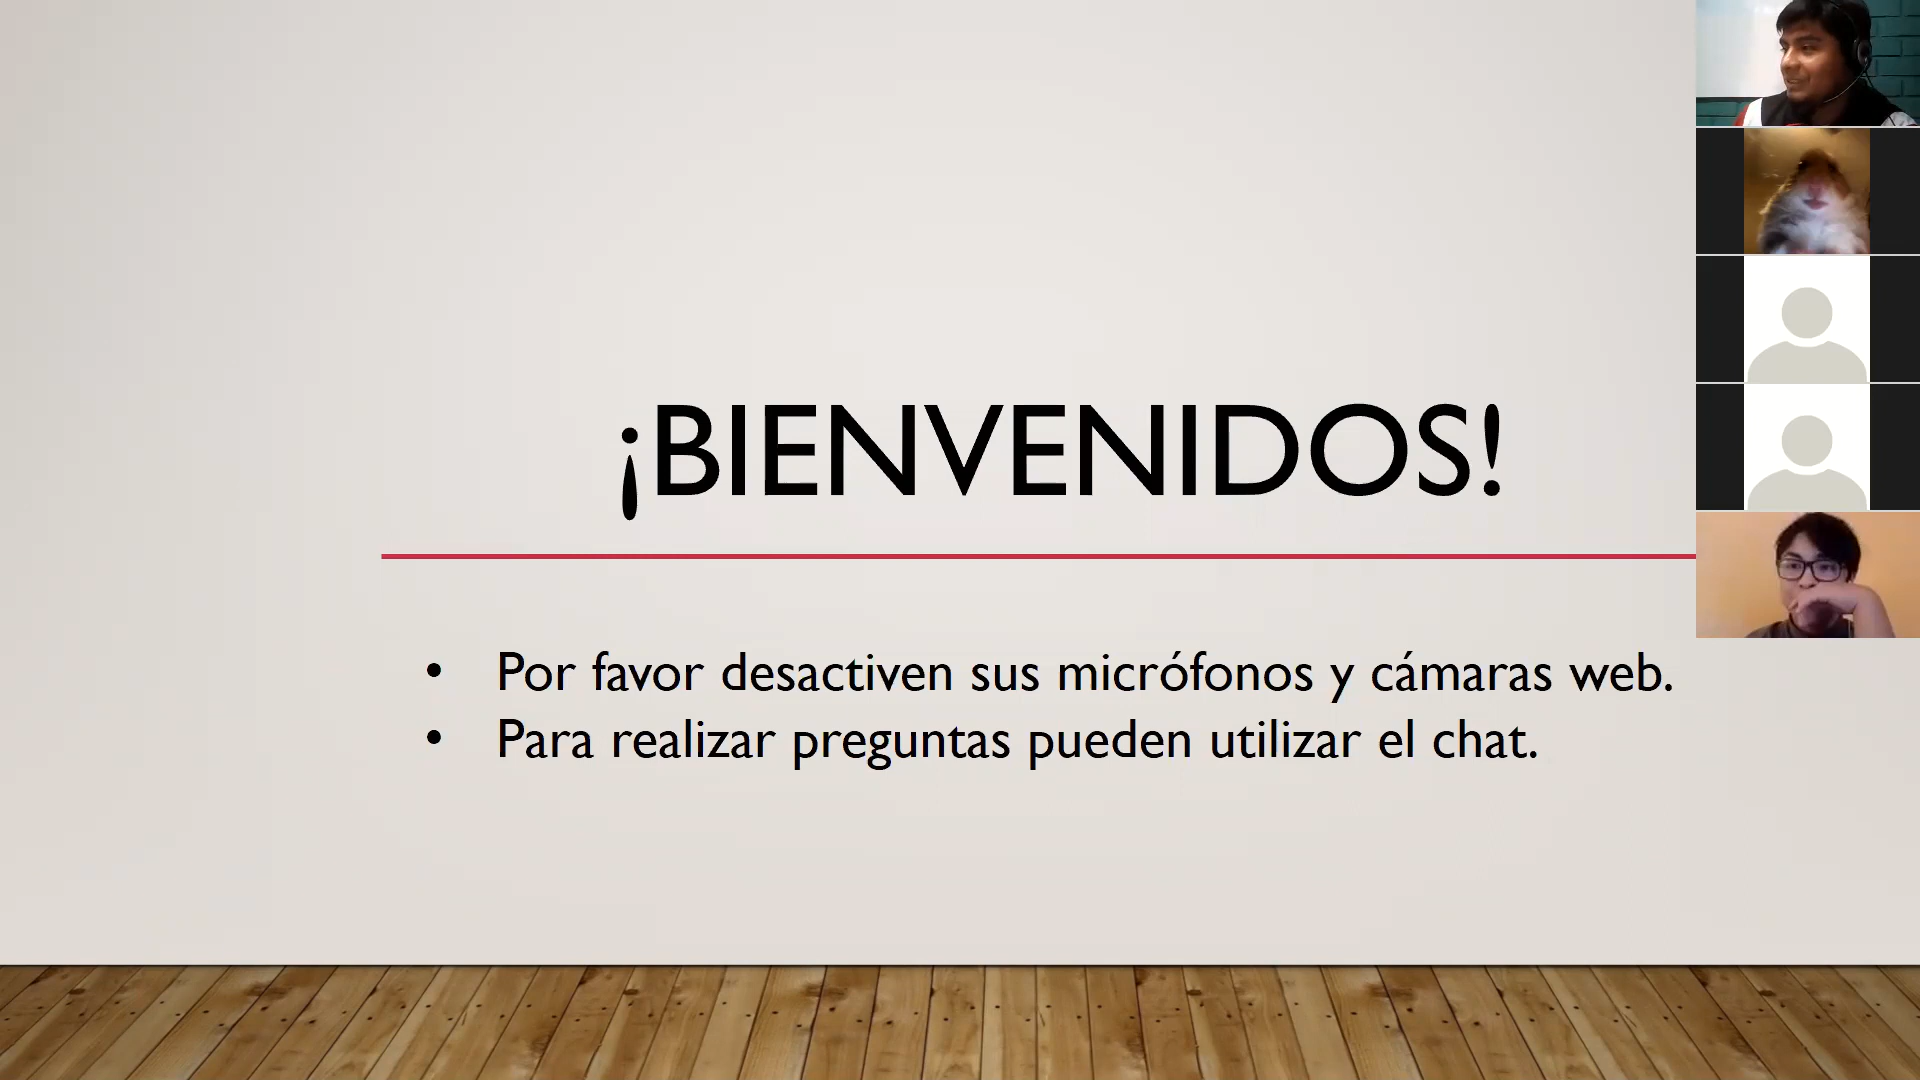 ¡BIENVENIDOS!
• Por favor desactiven sus micrófonos y cámaras web.
• Para realizar preguntas pueden utilizar el chat.